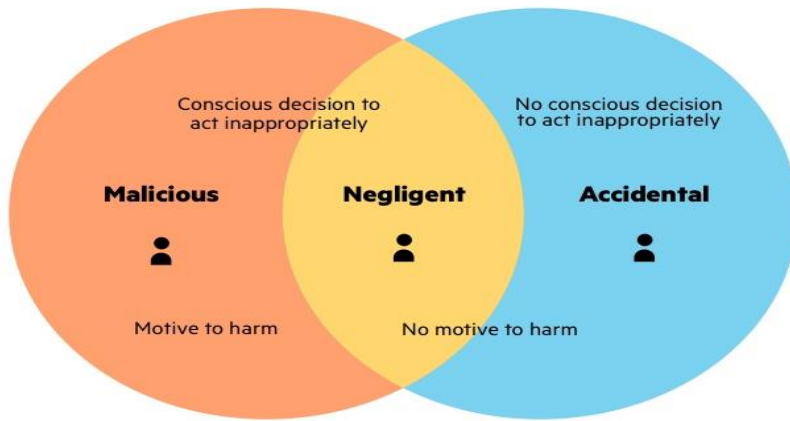 Conscious decision to
act inappropriately
No conscious decision
to act inappropriately
Malicious
Negligent
Accidental
Motive to harm
No motive to harm